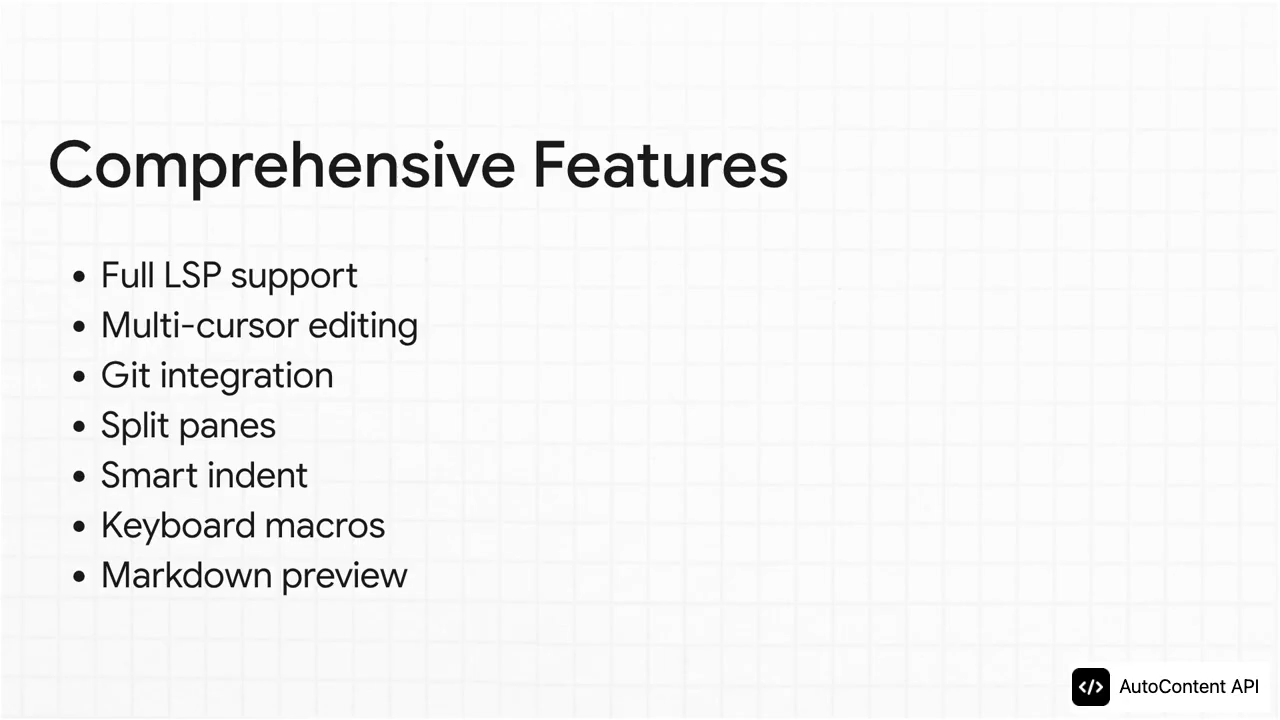 Comprehensive Features
• Full LSP support
• Multi-cursor editing
• Git integration
• Split panes
• Smart indent
• Keyboard macros
• Markdown preview
</> AutoContent API